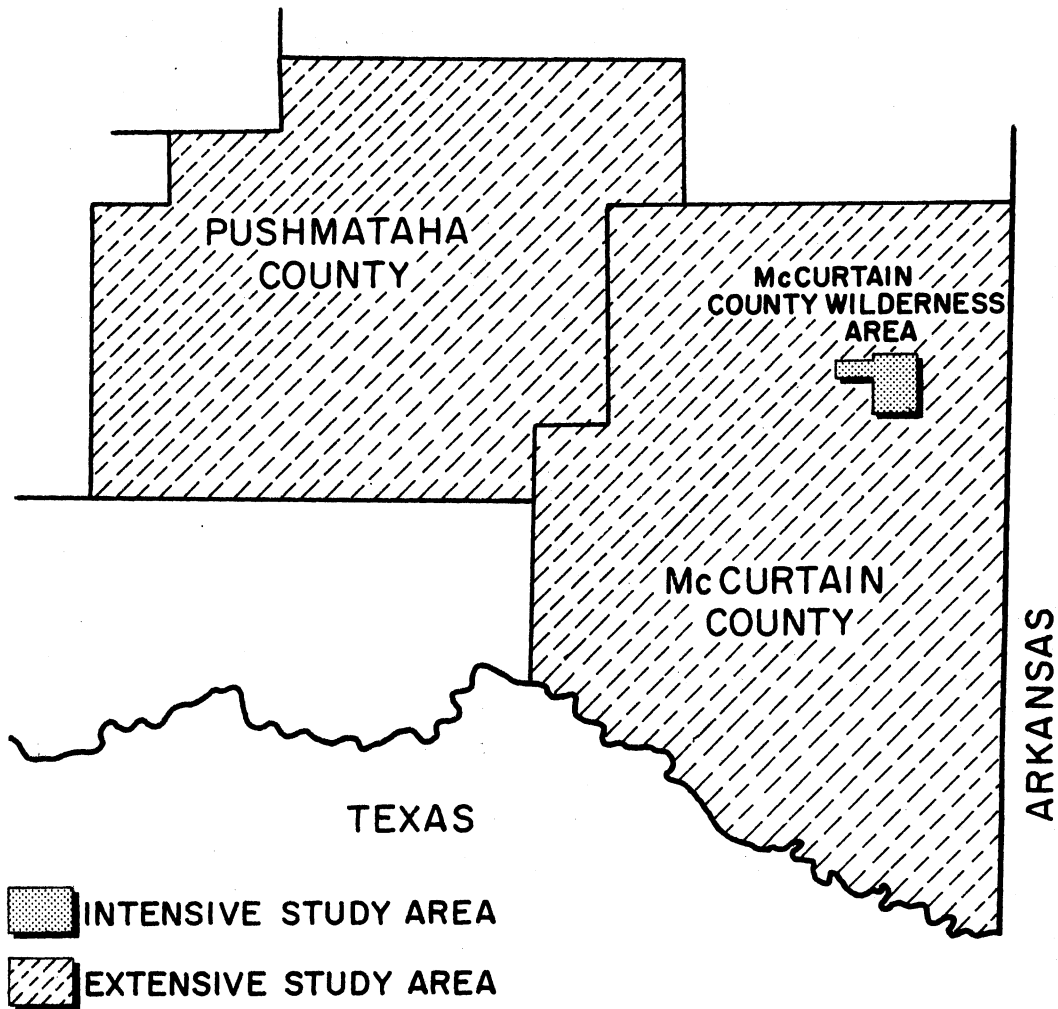 PUSHMATAHA
COUNTY
McCURTAIN
COUNTY WILDERNESS
AREA
McCURTAIN
COUNTY
ARKANSAS
TEXAS
INTENSIVE STUDY AREA
EXTENSIVE STUDY AREA